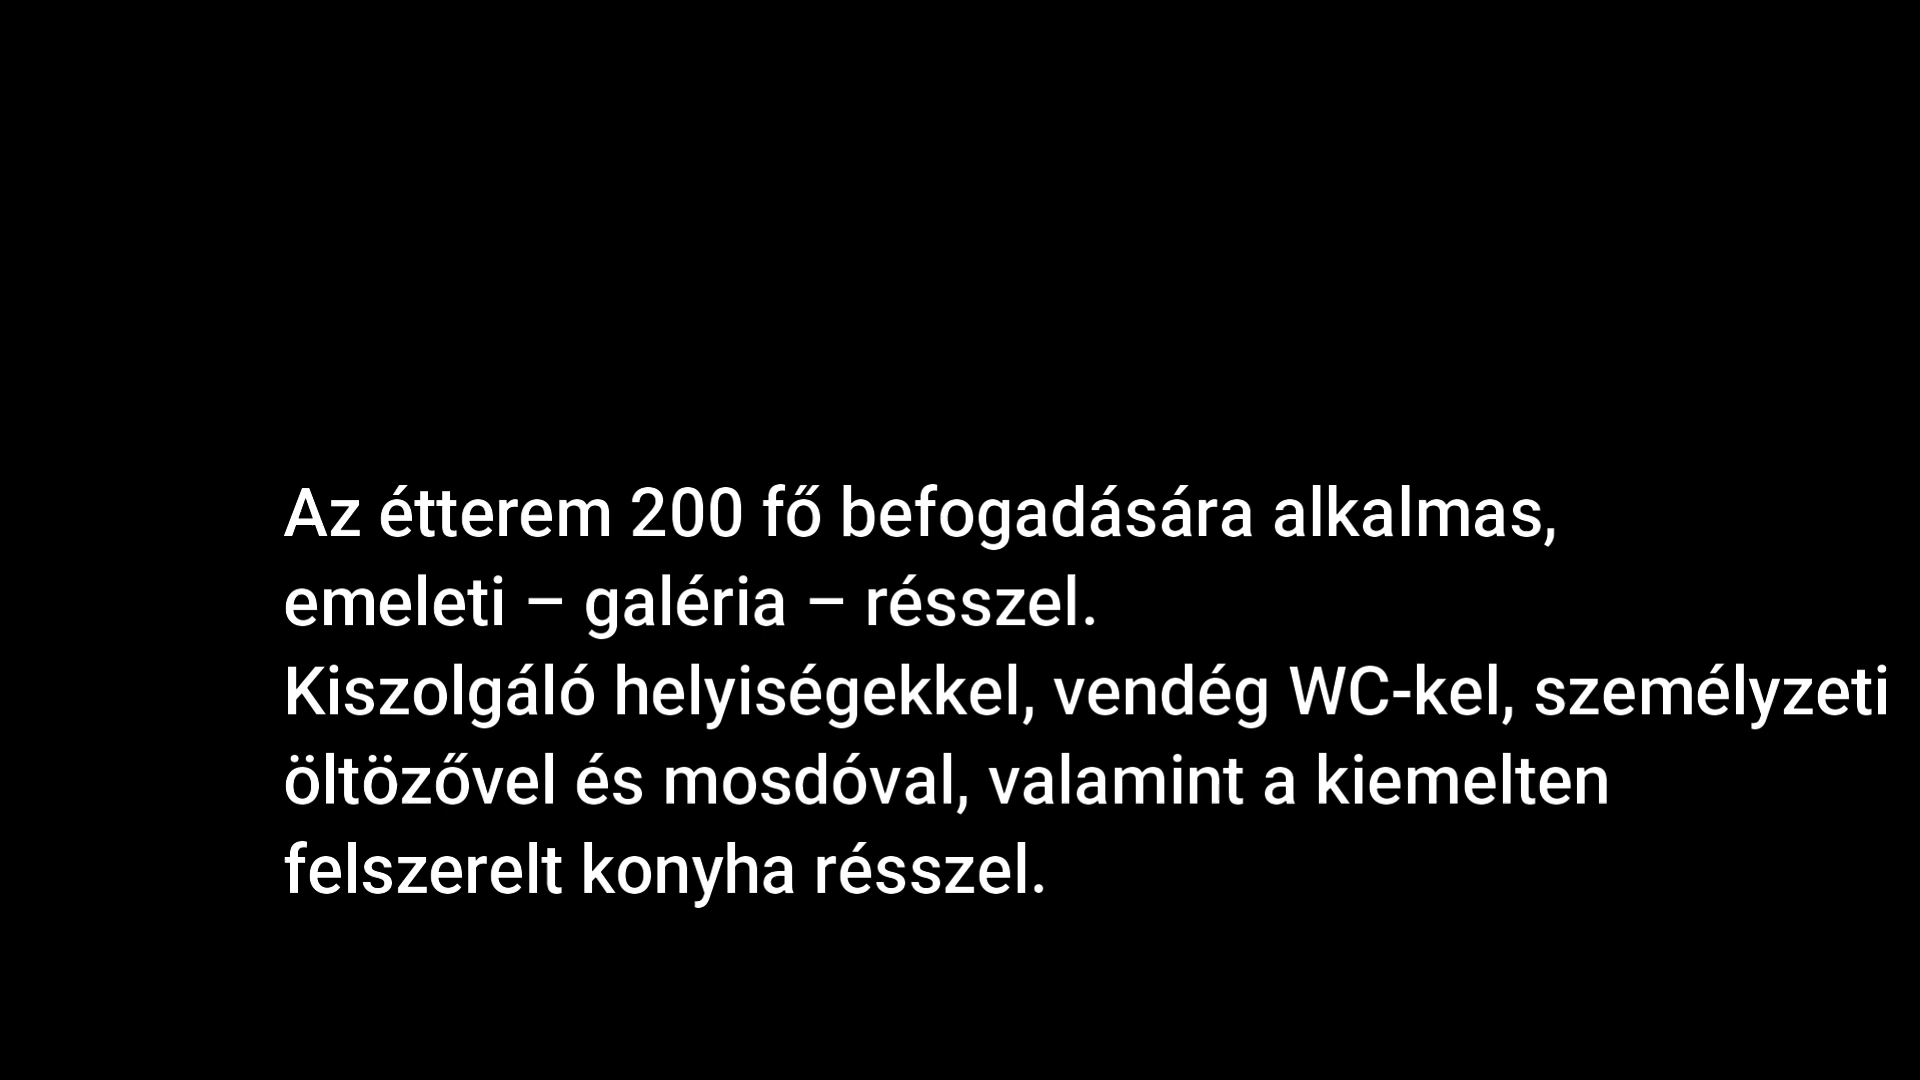 Az étterem 200 fő befogadására alkalmas,
emeleti – galéria – résszel.
Kiszolgáló helyiségekkel, vendég WC-kel, személyzeti
öltözővel és mosdóval, valamint a kiemelten
felszerelt konyha résszel.